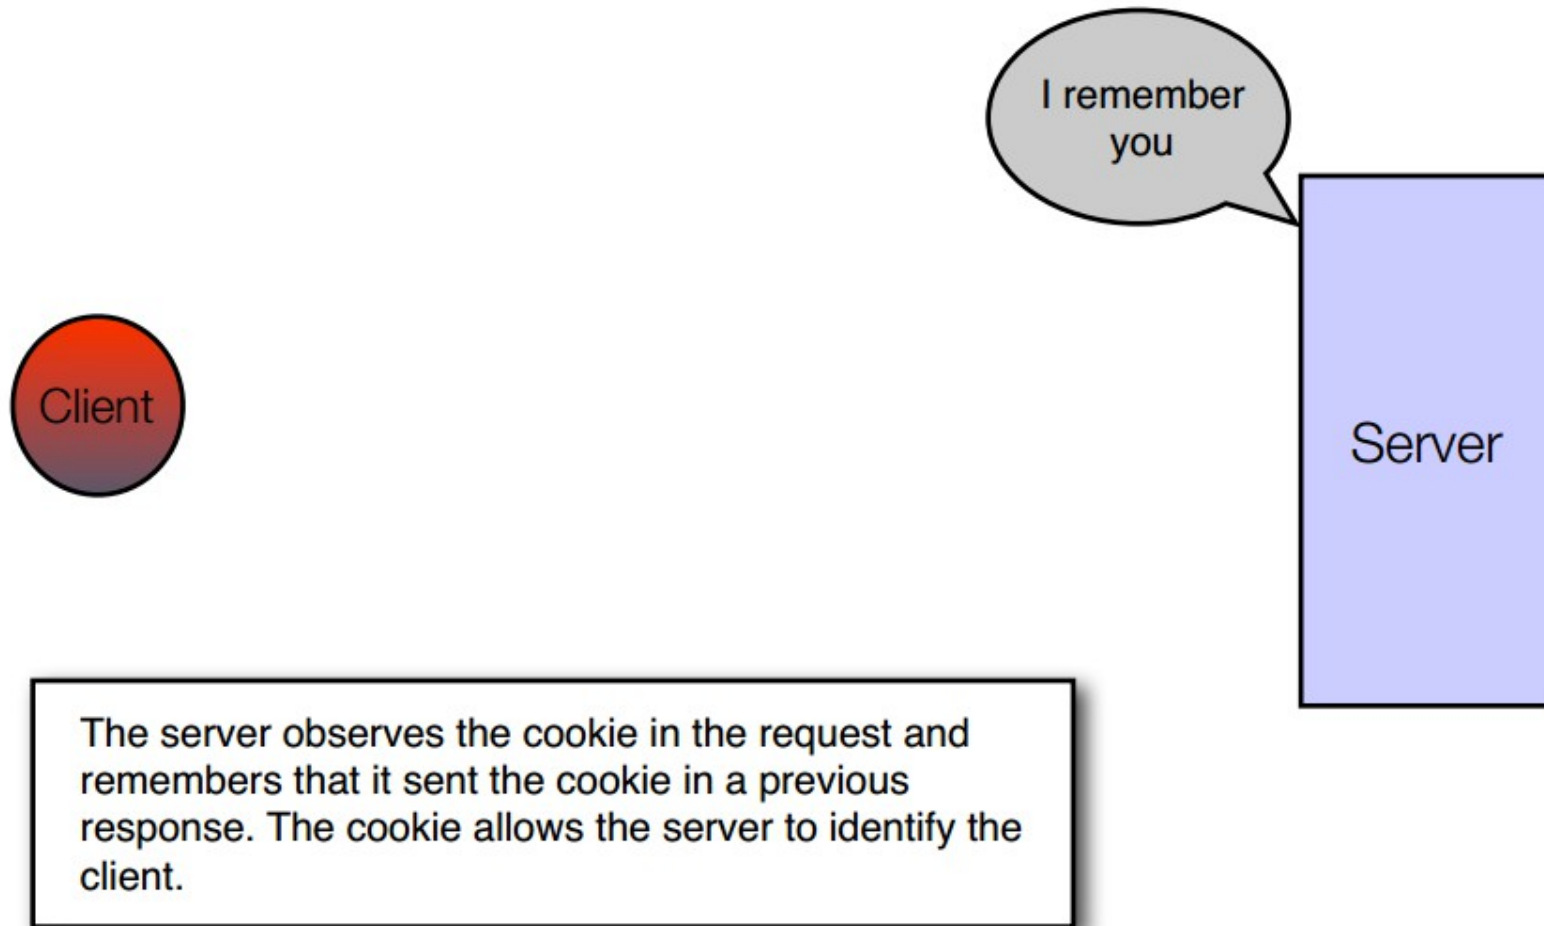 I remember
you
Client
Server
The server observes the cookie in the request and
remembers that it sent the cookie in a previous
response. The cookie allows the server to identify the
client.